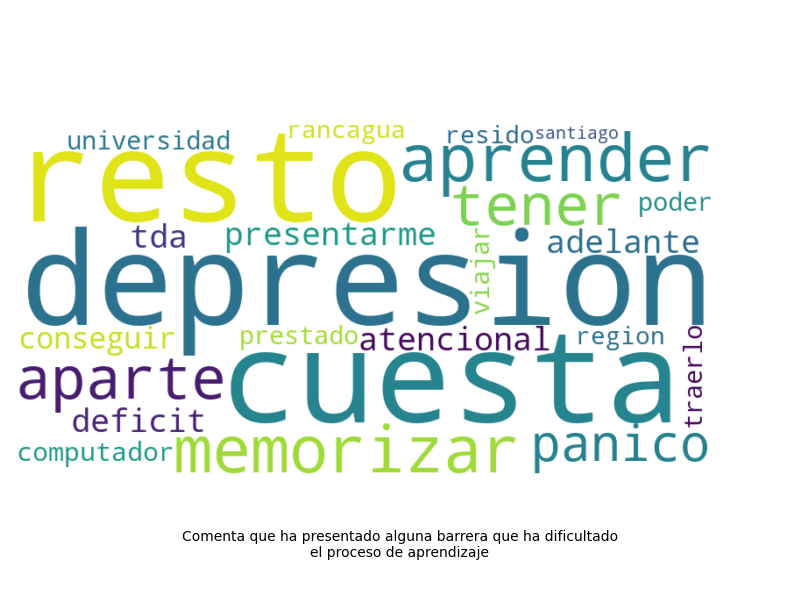 universidad
rancagua
resido
santiago
resto
aprender
tener
poder
tda
presentarme
viajar
adelante
depresion
conseguir
prestado
atencional
region
traerlo
aparte
cuesta
deficit
computador
memorizar
panico
Comenta que ha presentado alguna barrera que ha dificultado
el proceso de aprendizaje